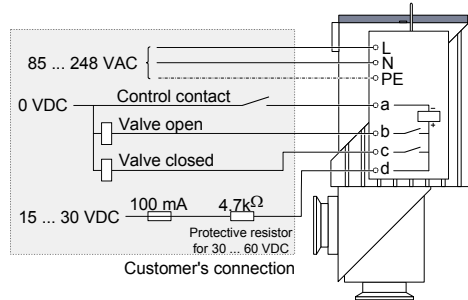 L
85 ... 248 VAC
N
PE
0 VDC
Control contact
a
-
+
Valve open
b
Valve closed
c
d
15 ... 30 VDC
100 mA
4.7kΩ
Protective resistor
for 30 ... 60 VDC
Customer's connection